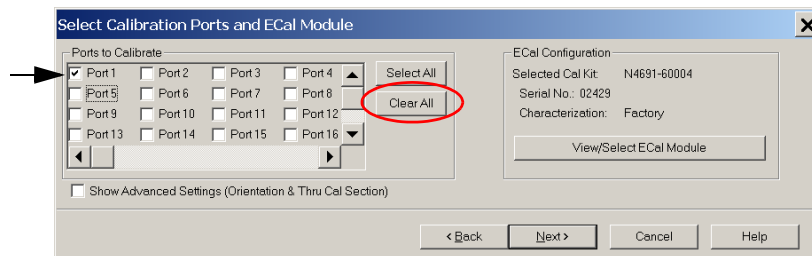 Select Calibration Ports and ECal Module
Ports to Calibrate
Port 1 Port 2 Port 3 Port 4
Port 5 Port 6 Port 7 Port 8
Port 9 Port 10 Port 11 Port 12
Port 13 Port 14 Port 15 Port 16
Select All
Clear All
Show Advanced Settings (Orientation & Thru Cal Section)
ECal Configuration
Selected Cal Kit: N4691-60004
Serial No.: 02429
Characterization: Factory
View/Select ECal Module
< Back Next > Cancel Help